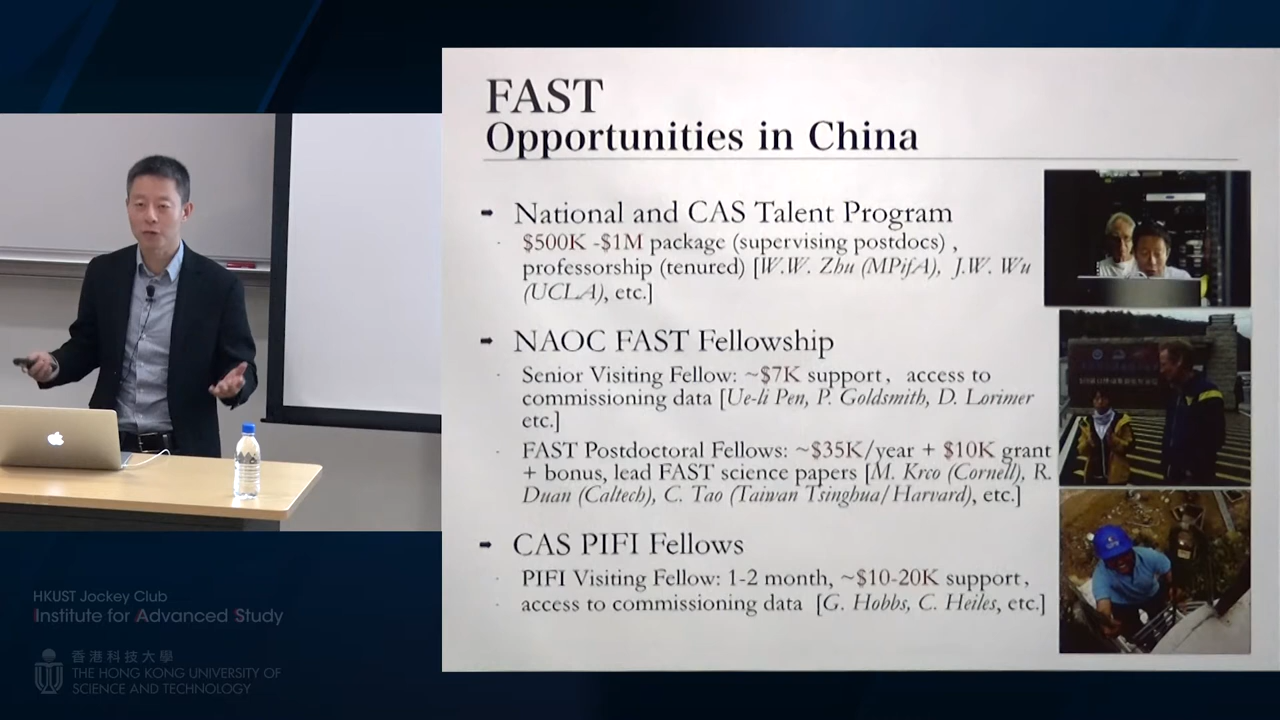 FAST
Opportunities in China
National and CAS Talent Program
$500K -$1M package (supervising postdocs) ,
professorship (tenured) [W.W. Zhu (MPifA), J.W. Wu
(UCLA), etc.]
NAOC FAST Fellowship
Senior Visiting Fellow: ~$7K support, access to
commissioning data [Ue-li Pen, P. Goldsmith, D. Lorimer
etc.]
FAST Postdoctoral Fellows: ~$35K/year + $10K grant
+ bonus, lead FAST science papers [M. Krco (Cornell), R.
Duan (Caltech), C. Tao (Taiwan Tsinghua/Harvard), etc.]
CAS PIFI Fellows
PIFI Visiting Fellow: 1-2 month, ~$10-20K support,
access to commissioning data [G. Hobbs, C. Heiles, etc.]
HKUST Jockey Club
Institute for Advanced Study
香港科技大學
THE HONG KONG UNIVERSITY OF
SCIENCE AND TECHNOLOGY